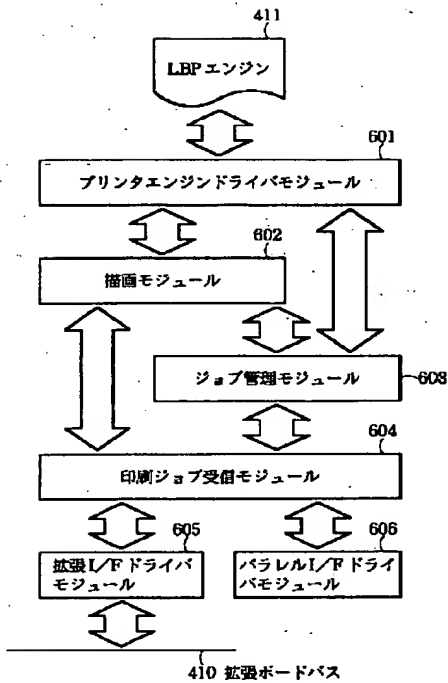 411
LBPエンジン
601
プリンタエンジンドライバモジュール
602
描画モジュール
ジョブ管理モジュール
603
604
印刷ジョブ受信モジュール
605
606
拡張I/Fドライバ
モジュール
パラレルI/Fドライ
バモジュール
410 拡張ボードバス